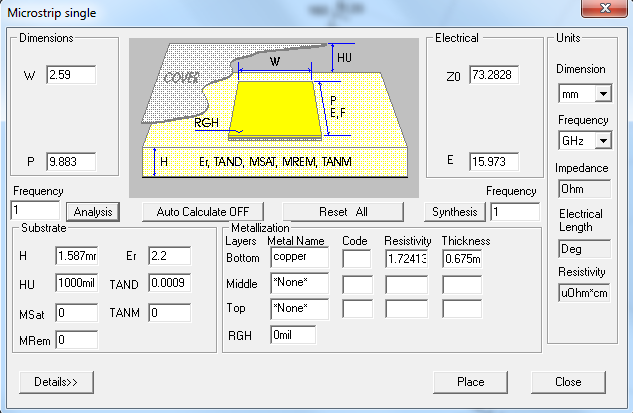 Microstrip single
Dimensions
W 2.59
P 9.883
COVER
W
HU
P
E,F
RGH
H
Er, TAND, MSAT, MREM, TANM
Electrical
Z0 73.2828
E 15.973
Units
Dimension
mm
Frequency
GHz
Impedance
Ohm
Electrical
Length
Deg
Resistivity
uOhm*cm
Frequency
1
Analysis
Auto Calculate OFF
Reset All
Synthesis
Frequency
1
Substrate
H 1.587mr Er 2.2
HU 1000mil TAND 0.0009
MSat 0 TANM 0
MRem 0
Metallization
Layers Metal Name Code Resistivity Thickness
Bottom copper 1.72413 0.675m
Middle *None*
Top *None*
RGH 0mil
Details>>
Place
Close